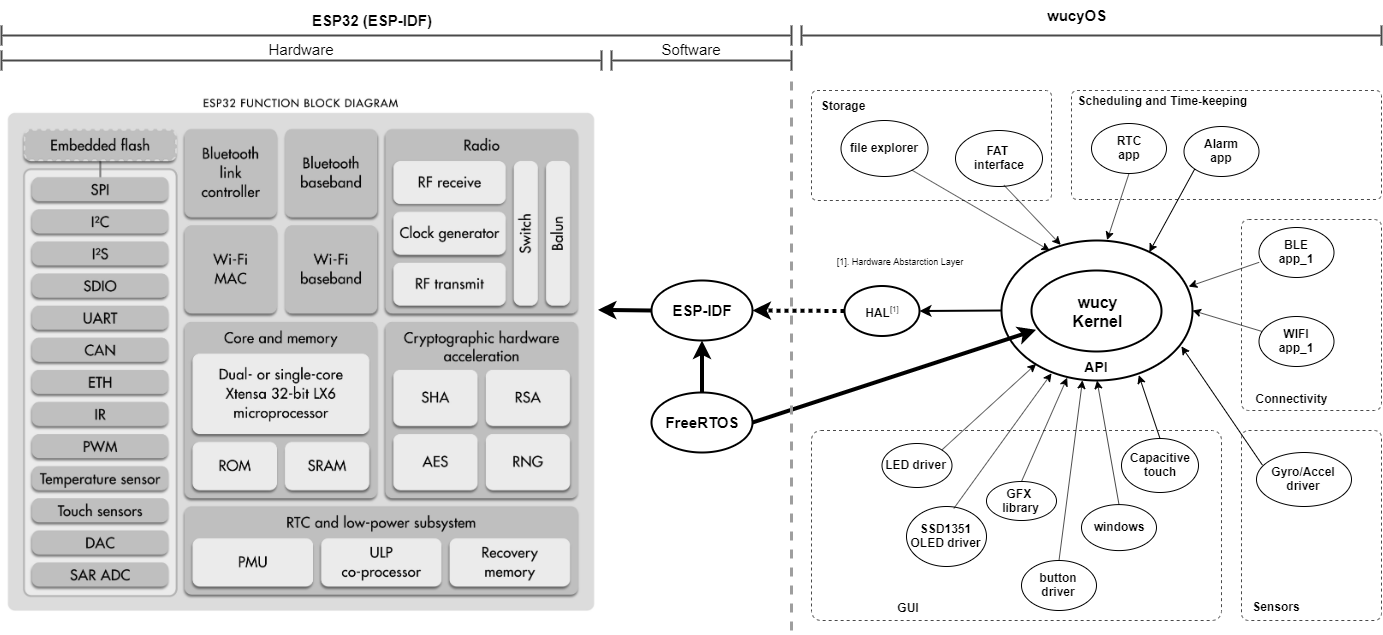 ESP32 (ESP-IDF)
wucyOS
Hardware
Software
ESP32 FUNCTION BLOCK DIAGRAM
Embedded flash
SPI
I²C
I²S
SDIO
UART
CAN
ETH
IR
PWM
Temperature sensor
Touch sensors
DAC
SAR ADC
Bluetooth
link
controller
Bluetooth
baseband
Wi-Fi
MAC
Wi-Fi
baseband
Radio
RF receive
Clock generator
RF transmit
Switch
Balun
Core and memory
Dual- or single-core
Xtensa 32-bit LX6
microprocessor
ROM
SRAM
Cryptographic hardware
acceleration
SHA
RSA
AES
RNG
RTC and low-power subsystem
PMU
ULP
co-processor
Recovery
memory
ESP-IDF
FreeRTOS
HAL[1]
[1]. Hardware Abstarction Layer
Storage
file explorer
FAT
interface
Scheduling and Time-keeping
RTC
app
Alarm
app
wucy
Kernel
API
BLE
app_1
WIFI
app_1
Connectivity
LED driver
SSD1351
OLED driver
GFX
library
button
driver
windows
Capacitive
touch
GUI
Gyro/Accel
driver
Sensors